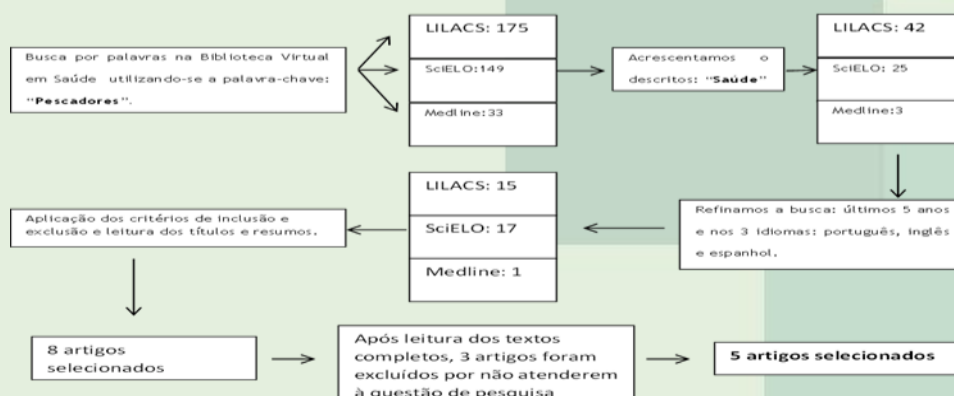 Busca por palavras na Biblioteca Virtual
em Saúde utilizando-se a palavra-chave:
"Pescadores".
LILACS: 175
SciELO:149
Medline:33
Acrescentamos o
descritos: "Saúde"
LILACS: 42
SciELO: 25
Medline:3
Refinamos a busca: últimos 5 anos
e nos 3 idiomas: português, inglês
e espanhol.
LILACS: 15
SciELO: 17
Medline: 1
Aplicação dos critérios de inclusão e
exclusão e leitura dos títulos e resumos.
8 artigos
selecionados
Após leitura dos textos
completos, 3 artigos foram
excluídos por não atenderem
à questão de pesquisa
5 artigos selecionados